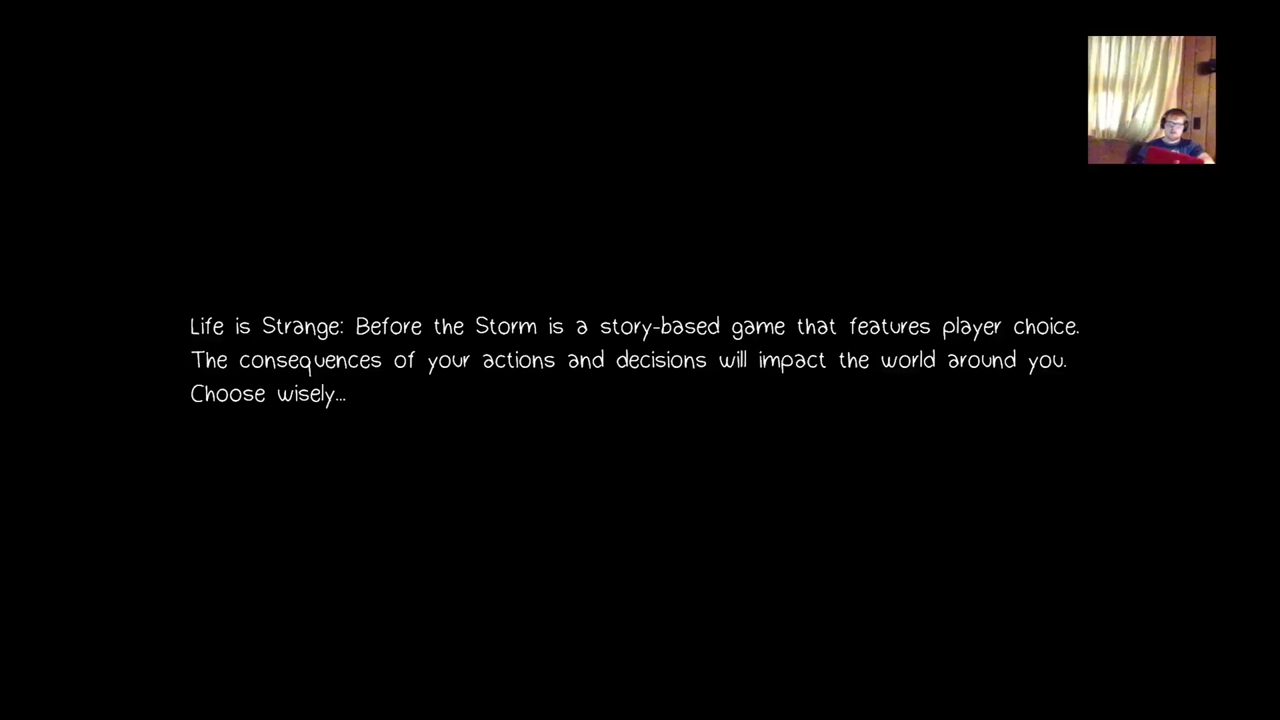 Life is Strange: Before the Storm is a story-based game that features player choice.
The consequences of your actions and decisions will impact the world around you.
Choose wisely...